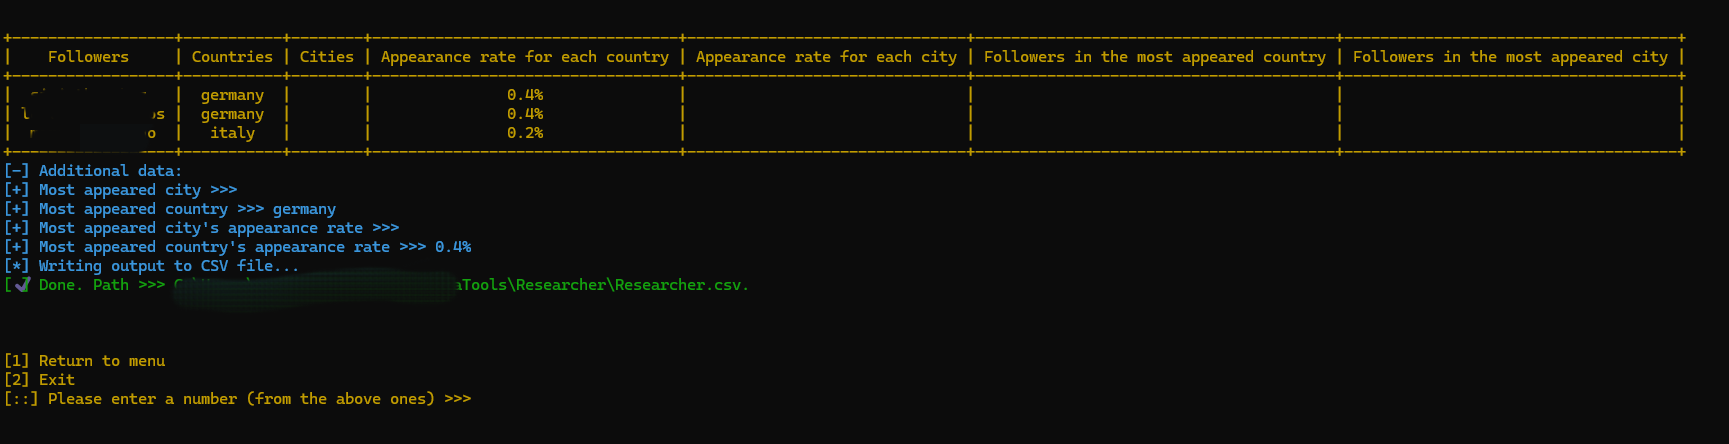 | Followers | Countries | Cities | Appearance rate for each country | Appearance rate for each city | Followers in the most appeared country | Followers in the most appeared city |
| germany | | 0.4% | | | |
| germany | | 0.4% | | | |
| italy | | 0.2% | | | |
[-] Additional data:
[+] Most appeared city >>>
[+] Most appeared country >>> germany
[+] Most appeared city's appearance rate >>>
[+] Most appeared country's appearance rate >>> 0.4%
[*] Writing output to CSV file...
[✔] Done. Path >>> aTools\Researcher\Researcher.csv.
[1] Return to menu
[2] Exit
[::] Please enter a number (from the above ones) >>>